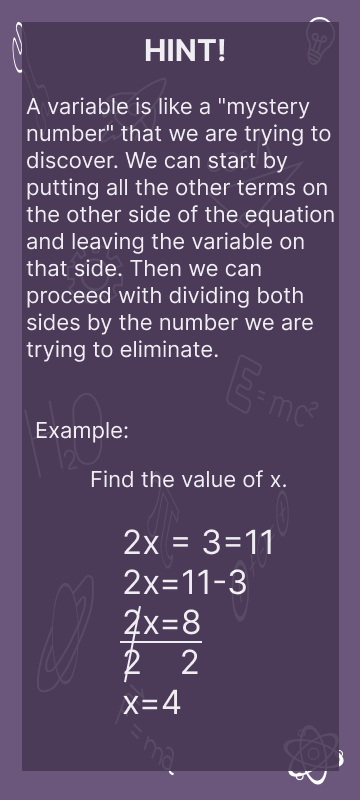 HINT!
A variable is like a "mystery
number" that we are trying to
discover. We can start by
putting all the other terms on
the other side of the equation
and leaving the variable on
that side. Then we can
proceed with dividing both
sides by the number we are
trying to eliminate.
H₂O
E=mc²
Example:
Find the value of x.
2x = 3=11
2x=11-3
2x=8
2 2
x=4